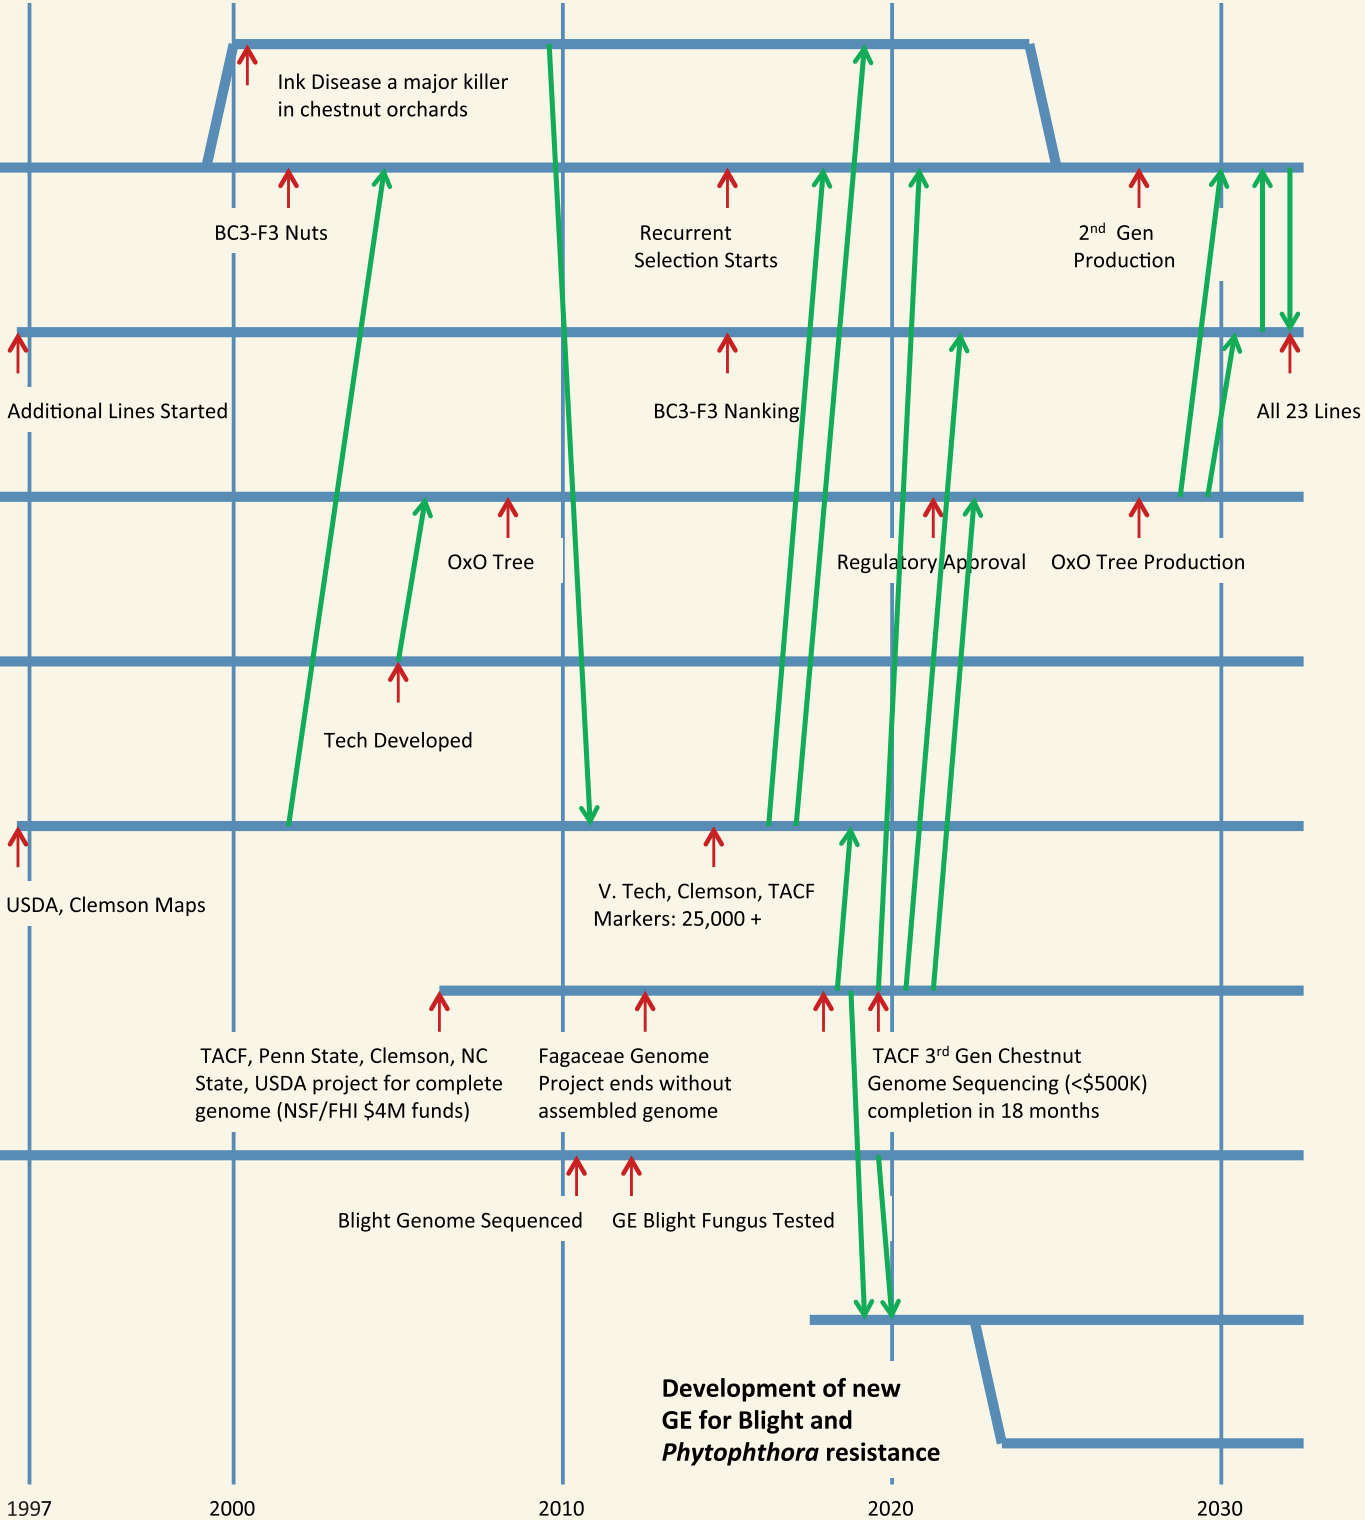 Ink Disease a major killer
in chestnut orchards
BC3-F3 Nuts
Recurrent
Selection Starts
2nd Gen
Production
Additional Lines Started
BC3-F3 Nanking
All 23 Lines
OxO Tree
Regulatory Approval
OxO Tree Production
Tech Developed
USDA, Clemson Maps
V. Tech, Clemson, TACF
Markers: 25,000 +
TACF, Penn State, Clemson, NC
State, USDA project for complete
genome (NSF/FHI $4M funds)
Fagaceae Genome
Project ends without
assembled genome
TACF 3rd Gen Chestnut
Genome Sequencing (<$500K)
completion in 18 months
Blight Genome Sequenced
GE Blight Fungus Tested
Development of new
GE for Blight and
Phytophthora resistance
1997
2000
2010
2020
2030